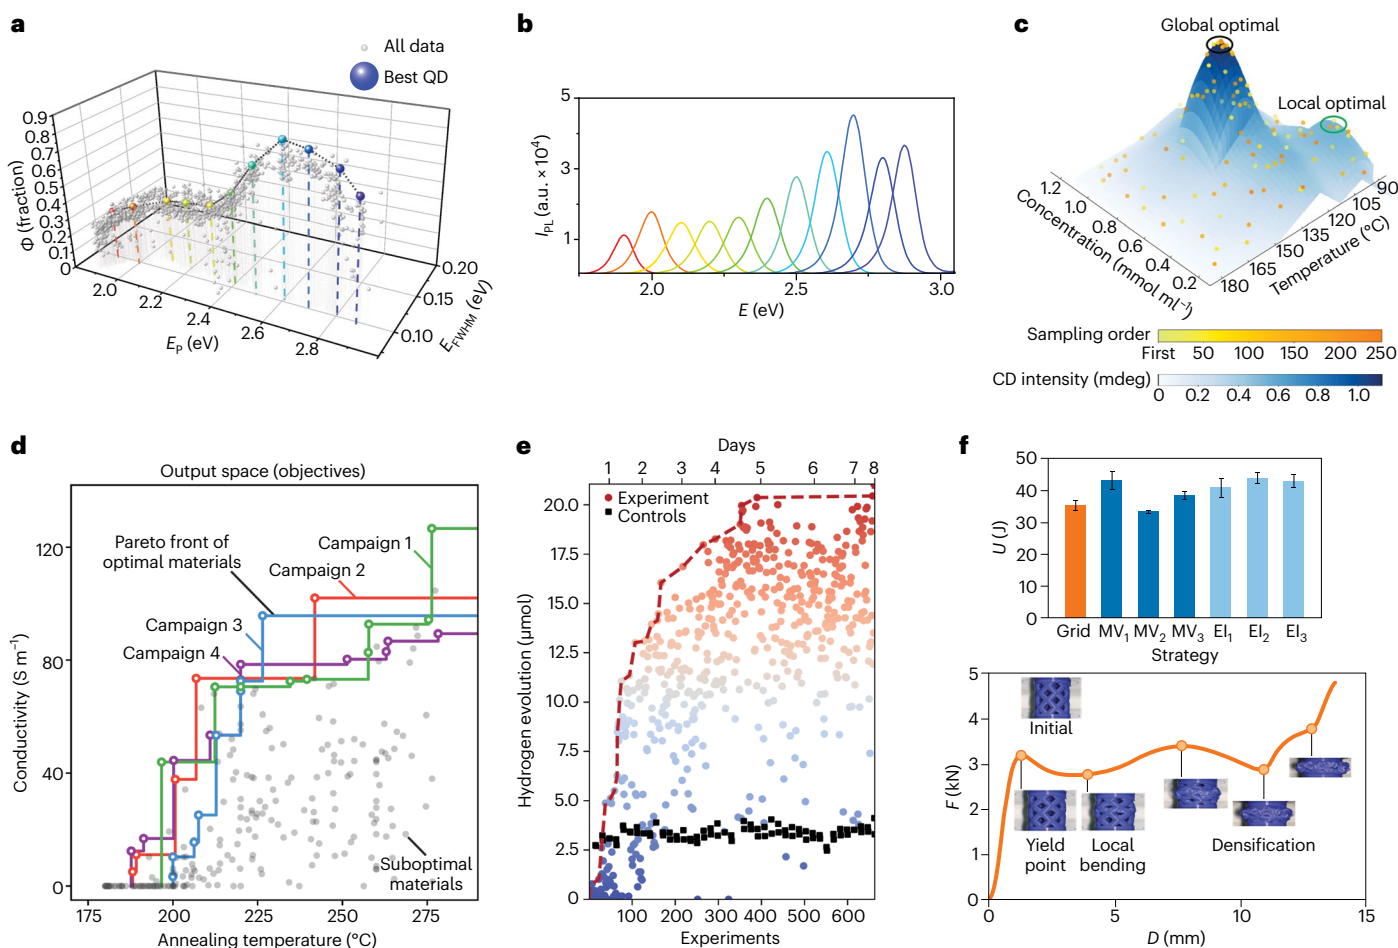 a
All data
Best QD
Φ (fraction)
0.9
0.8
0.7
0.6
0.5
0.4
0.3
0.2
0.1
0
2.0
2.2
2.4
2.6
2.8
E_P (eV)
0.20
0.15
0.10
E_FWHM (eV)
b
I_PL (a.u. × 10⁴)
5
3
1
2.0
2.5
3.0
E (eV)
c
Global optimal
Local optimal
1.2
1.0
0.8
0.6
0.4
0.2
Concentration (mmol ml⁻¹)
90
105
120
135
150
165
180
Temperature (°C)
Sampling order
First 50 100 150 200 250
CD intensity (mdeg)
0 0.2 0.4 0.6 0.8 1.0
d
Output space (objectives)
Pareto front of
optimal materials
Campaign 1
Campaign 2
Campaign 3
Campaign 4
Suboptimal
materials
Conductivity (S m⁻¹)
120
80
40
0
175 200 225 250 275
Annealing temperature (°C)
e
Days
1 2 3 4 5 6 7 8
Experiment
Controls
Hydrogen evolution (μmol)
20.0
17.5
15.0
12.5
10.0
7.5
5.0
2.5
0
100 200 300 400 500 600
Experiments
f
U (J)
50
40
30
20
10
0
Grid MV₁ MV₂ MV₃ EI₁ EI₂ EI₃
Strategy
F (kN)
5
4
3
2
1
0
Initial
Yield
point
Local
bending
Densification
0 5 10 15
D (mm)